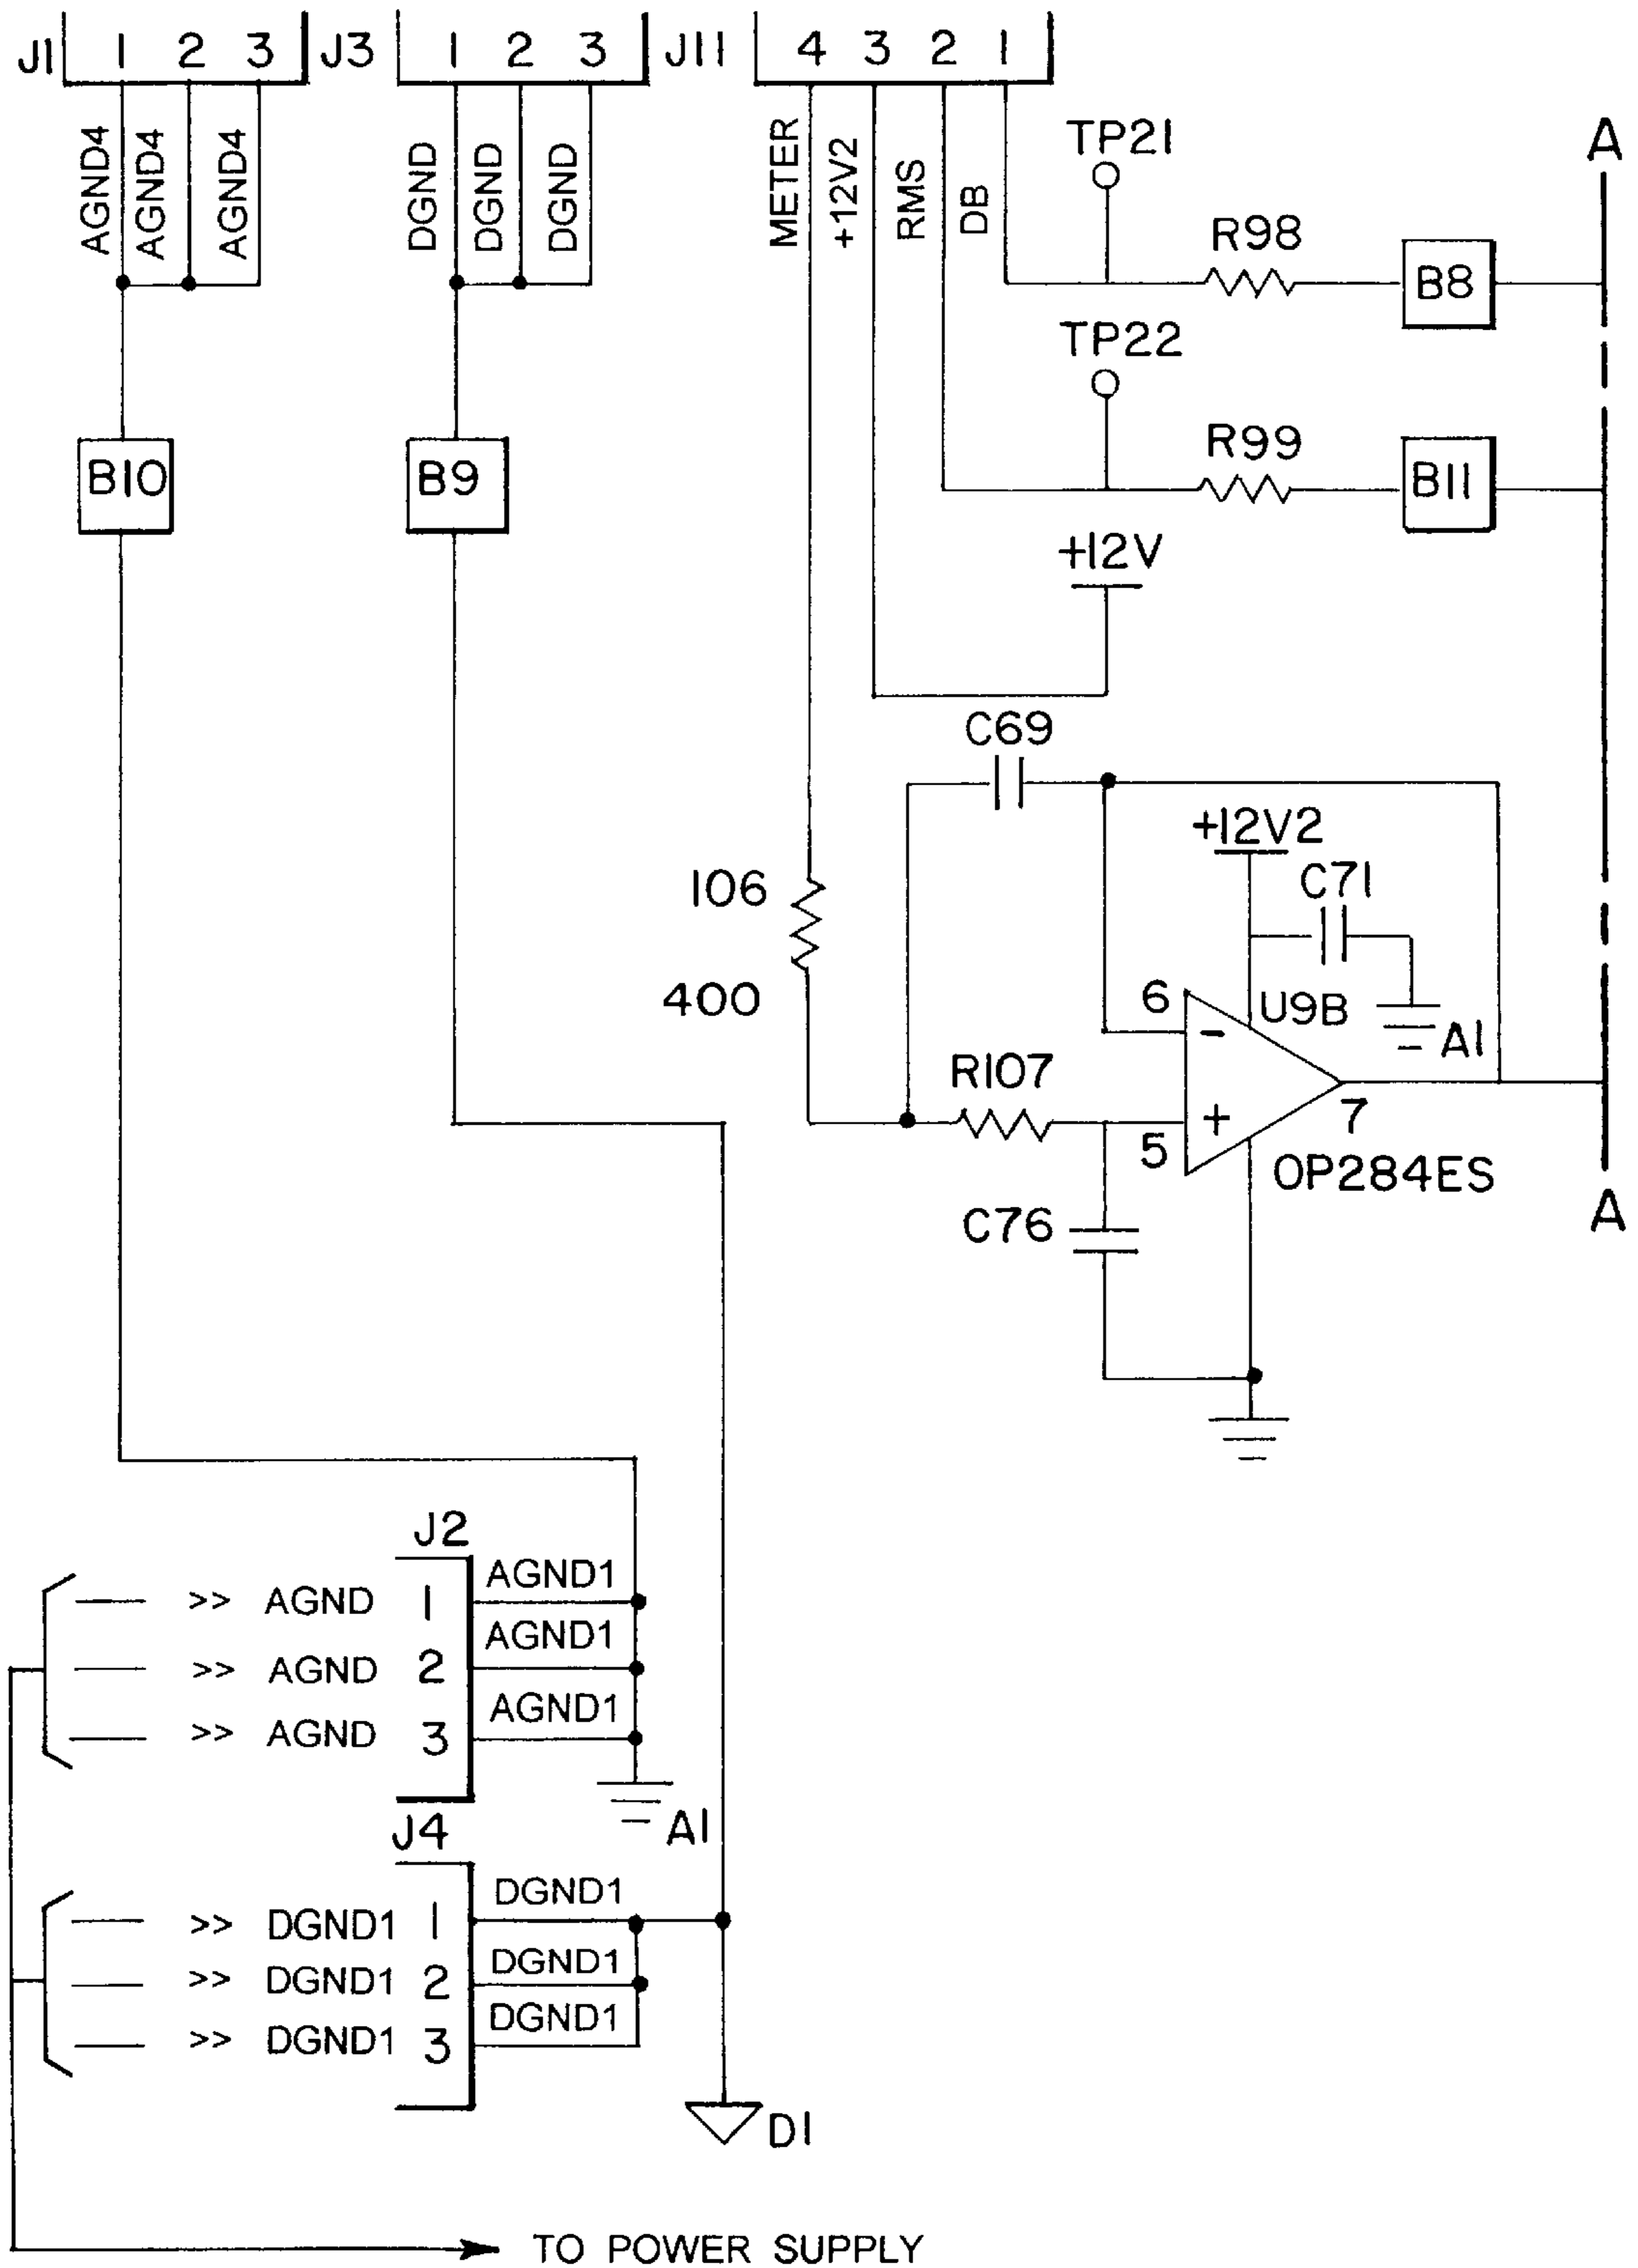 J1 1 2 3 J3 1 2 3 J11 4 3 2 1
AGND4
AGND4
AGND4
DGND
DGND
DGND
METER
+12V2
RMS
DB
TP21
A
R98
B8
TP22
R99
B10
B9
B11
+12V
C69
+12V2
C71
106
400
6
U9B
-
A1
R107
+
5
7
OP284ES
C76
A
J2
AGND1
>> AGND 1
AGND1
>> AGND 2
AGND1
>> AGND 3
A1
J4
DGND1
>> DGND1 1
DGND1
>> DGND1 2
DGND1
>> DGND1 3
D1
TO POWER SUPPLY